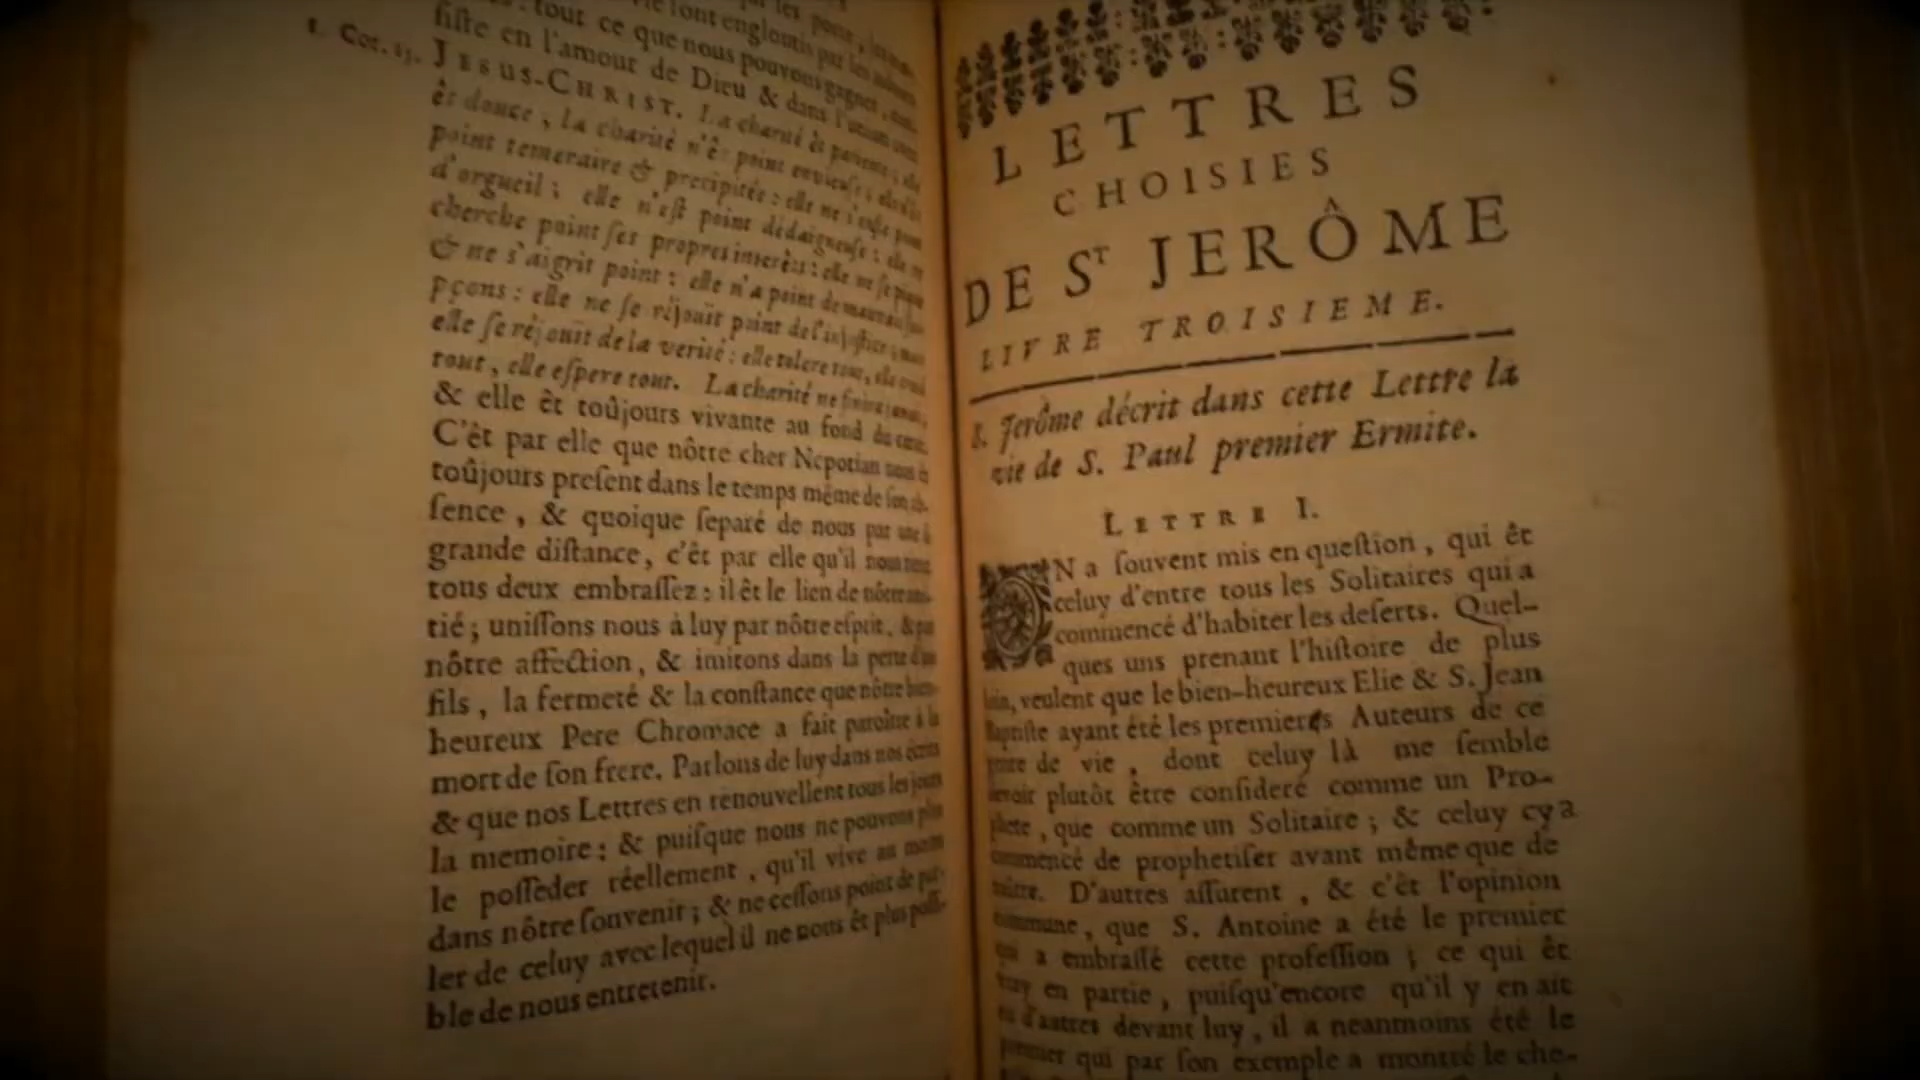 1. Cor. 13.
siste en l'amour de Dieu & dans l'union avec
JESUS-CHRIST. La charité êt patiente ; elle
êt douce, la charité n'êt point envieuse ; elle n'êt
point temeraire & precipitée : elle ne s'enfle point
d'orgueil ; elle n'est point dédaigneuse : elle ne
cherche point ses propres interêts : elle ne se pique
& ne s'aigrit point : elle n'a point de mauvais sou-
pçons : elle ne se réjouit point de l'injustice ; mais
elle se réjouit de la verité : elle tolere tout, elle croit
tout, elle espere tout. La charité ne finira jamais,
& elle êt toûjours vivante au fond du cœur.
C'êt par elle que nôtre cher Nepotian nous êt
toûjours present dans le temps même de son ab-
sence, & quoique separé de nous par une si
grande distance, c'êt par elle qu'il nous tient
tous deux embrassez : il êt le lien de nôtre ami-
tié ; unissons nous à luy par nôtre esprit, & par
nôtre affection, & imitons dans la perte d'un
fils, la fermeté & la constance que nôtre bien-
heureux Pere Chromace a fait paroître à la
mort de son frere. Parlons de luy dans nos écrits
& que nos Lettres en renouvellent tous les jours
la memoire : & puisque nous ne pouvons plus
le posseder réellement, qu'il vive au moins
dans nôtre souvenir ; & ne cessons point de par-
ler de celuy avec lequel il ne nous êt plus possi-
ble de nous entretenir.
LETTRES
CHOISIES
DE ST JERÔME
LIVRE TROISIEME.
S. Jerôme décrit dans cette Lettre la
vie de S. Paul premier Ermite.
LETTRE I.
ON a souvent mis en question, qui êt
celuy d'entre tous les Solitaires qui a
commencé d'habiter les deserts. Quel-
ques uns prenant l'histoire de plus
loin, veulent que le bien-heureux Elie & S. Jean
Baptiste ayant été les premieres Auteurs de ce
genre de vie, dont celuy là me semble
devoir plutôt être consideré comme un Pro-
phete, que comme un Solitaire ; & celuy cy a
commencé de prophetiser avant même que de
naître. D'autres assurent, & c'êt l'opinion
commune, que S. Antoine a été le premier
qui a embrassé cette profession ; ce qui êt
vray en partie, puisqu'encore qu'il y en ait
eu d'autres devant luy, il a neanmoins été le
premier qui par son exemple a montré le che-